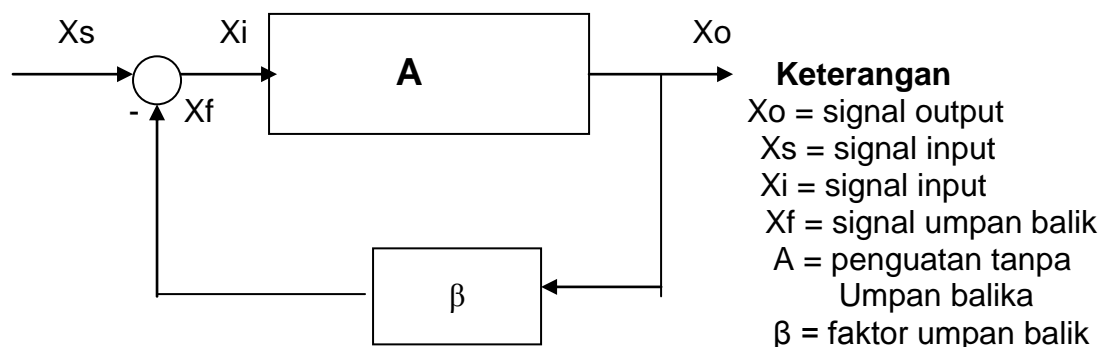 Xs
Xi
A
Xo
- Xf
β
Keterangan
Xo = signal output
Xs = signal input
Xi = signal input
Xf = signal umpan balik
A = penguatan tanpa
Umpan balika
β = faktor umpan balik